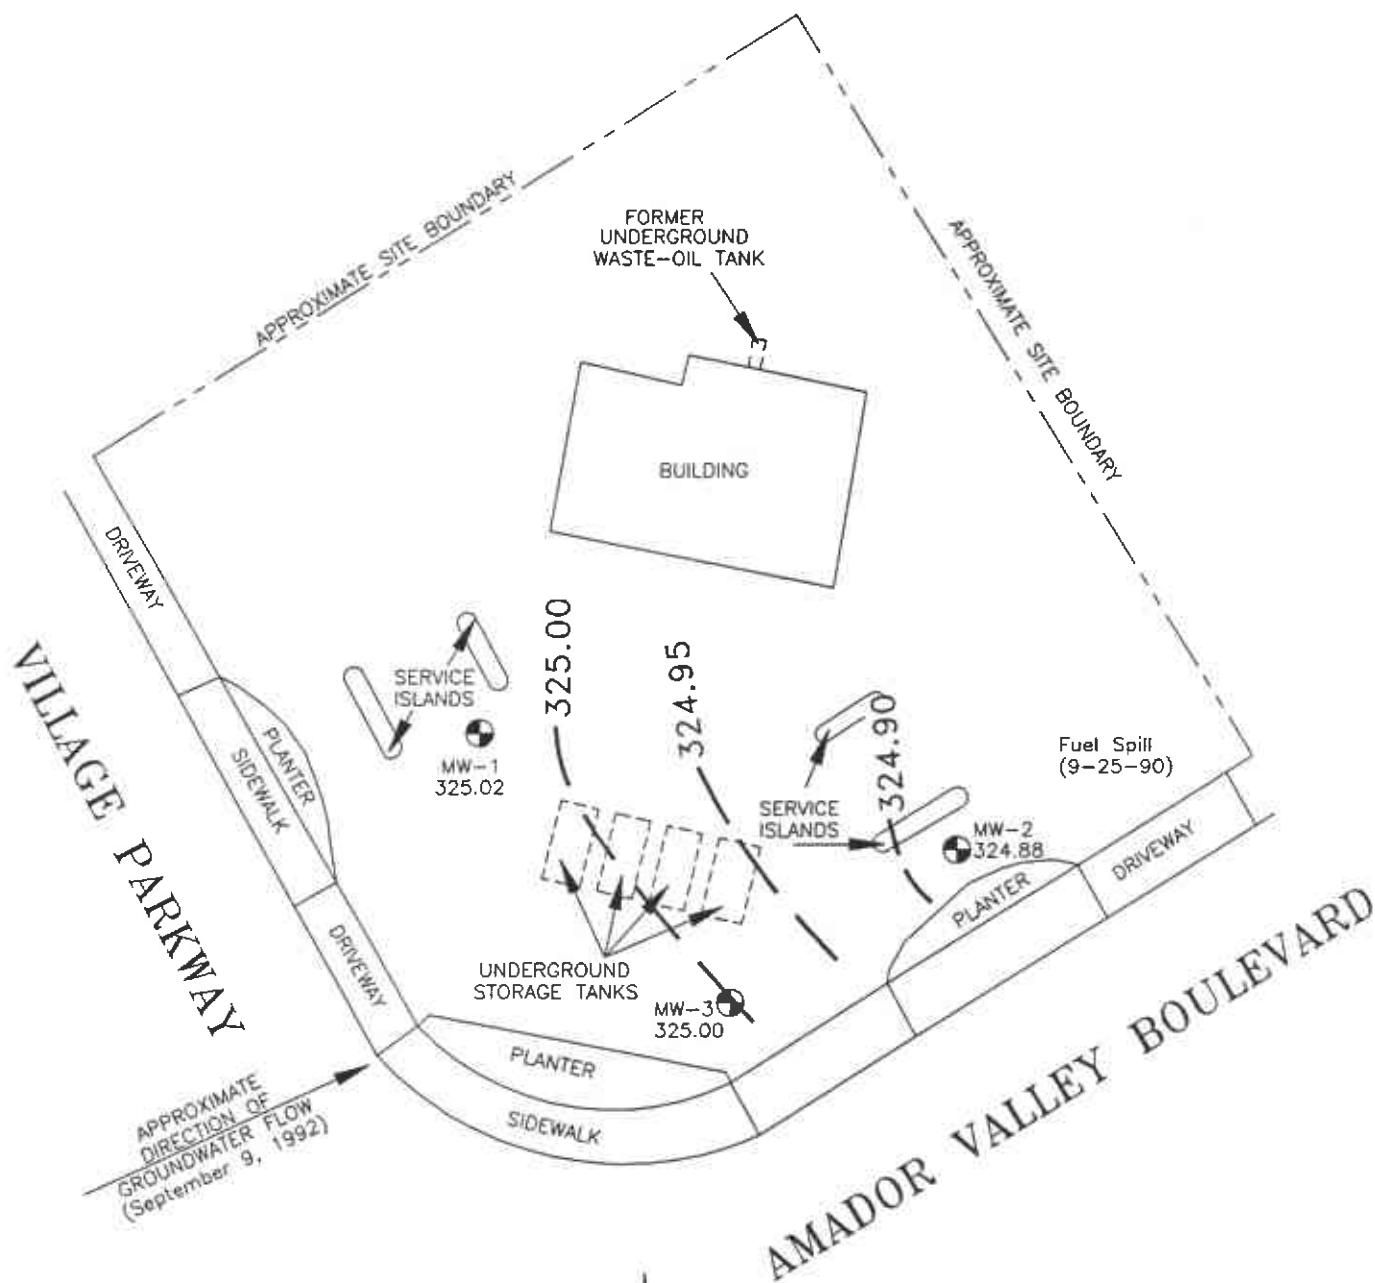 APPROXIMATE SITE BOUNDARY
FORMER
UNDERGROUND
WASTE-OIL TANK
APPROXIMATE SITE BOUNDARY
BUILDING
DRIVEWAY
VILLAGE PARKWAY
SERVICE
ISLANDS
325.00
324.95
324.90
PLANTER
SIDEWALK
MW-1
325.02
Fuel Spill
(9-25-90)
SERVICE
ISLANDS
MW-2
324.88
DRIVEWAY
PLANTER
DRIVEWAY
UNDERGROUND
STORAGE TANKS
MW-3
325.00
PLANTER
SIDEWALK
APPROXIMATE
DIRECTION OF
GROUNDWATER FLOW
(September 9, 1992)
AMADOR VALLEY BOULEVARD